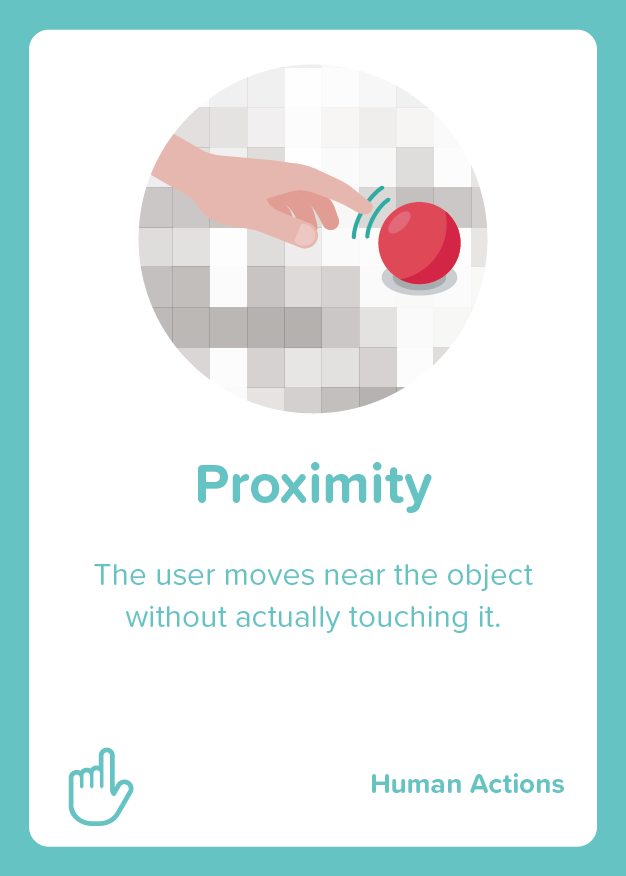 Proximity
The user moves near the object
without actually touching it.
Human Actions